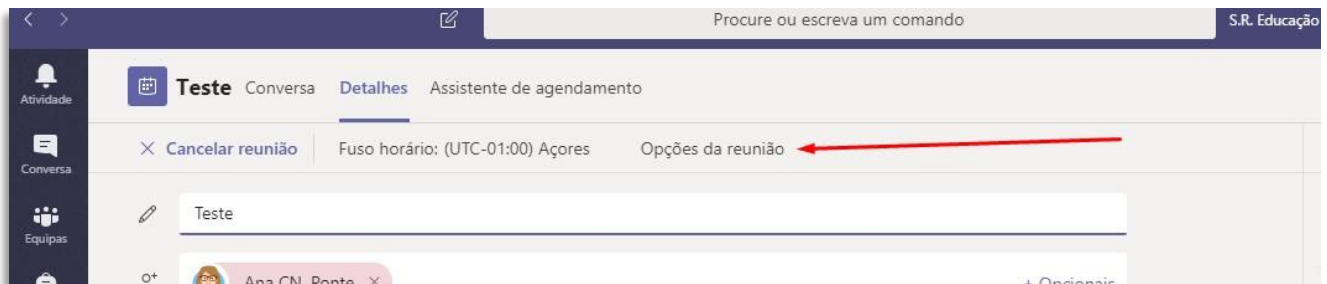 Procure ou escreva um comando
S.R. Educação
Atividade
Teste Conversa Detalhes Assistente de agendamento
Conversa
Cancelar reunião Fuso horário: (UTC-01:00) Açores Opções da reunião
Equipas
Teste
Ana CN. Ponte
+ Opcionais